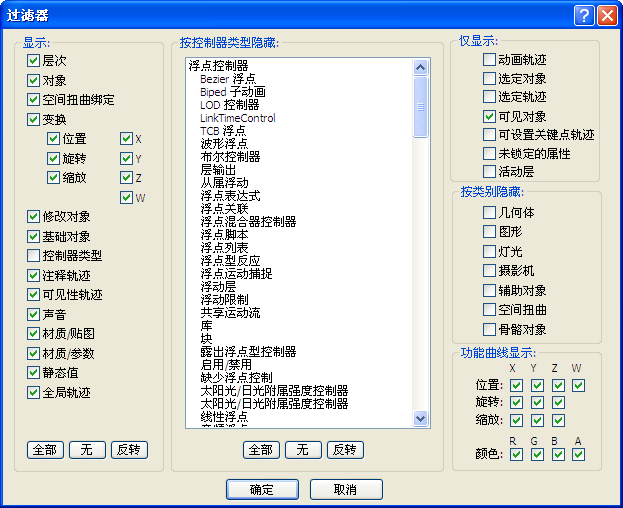 过滤器
显示:
层次
对象
空间扭曲绑定
变换
位置 X
旋转 Y
缩放 Z
W
修改对象
基础对象
控制器类型
注释轨迹
可见性轨迹
声音
材质/贴图
材质/参数
静态值
全局轨迹
全部 无 反转
按控制器类型隐藏:
浮点控制器
Bezier 浮点
Biped 子动画
LOD 控制器
LinkTimeControl
TCB 浮点
波形浮点
布尔控制器
层输出
从属浮动
浮点表达式
浮点关联
浮点混合器控制器
浮点脚本
浮点列表
浮点型反应
浮点运动捕捉
浮动层
浮动限制
共享运动流
库
块
露出浮点型控制器
启用/禁用
缺少浮点控制
太阳光/日光附属强度控制器
太阳光/日光附属强度控制器
线性浮点
音频浮点
全部 无 反转
仅显示:
动画轨迹
选定对象
选定轨迹
可见对象
可设置关键点轨迹
未锁定的属性
活动层
按类别隐藏:
几何体
图形
灯光
摄影机
辅助对象
空间扭曲
骨骼对象
功能曲线显示:
X Y Z W
位置:
旋转:
缩放:
R G B A
颜色:
确定 取消